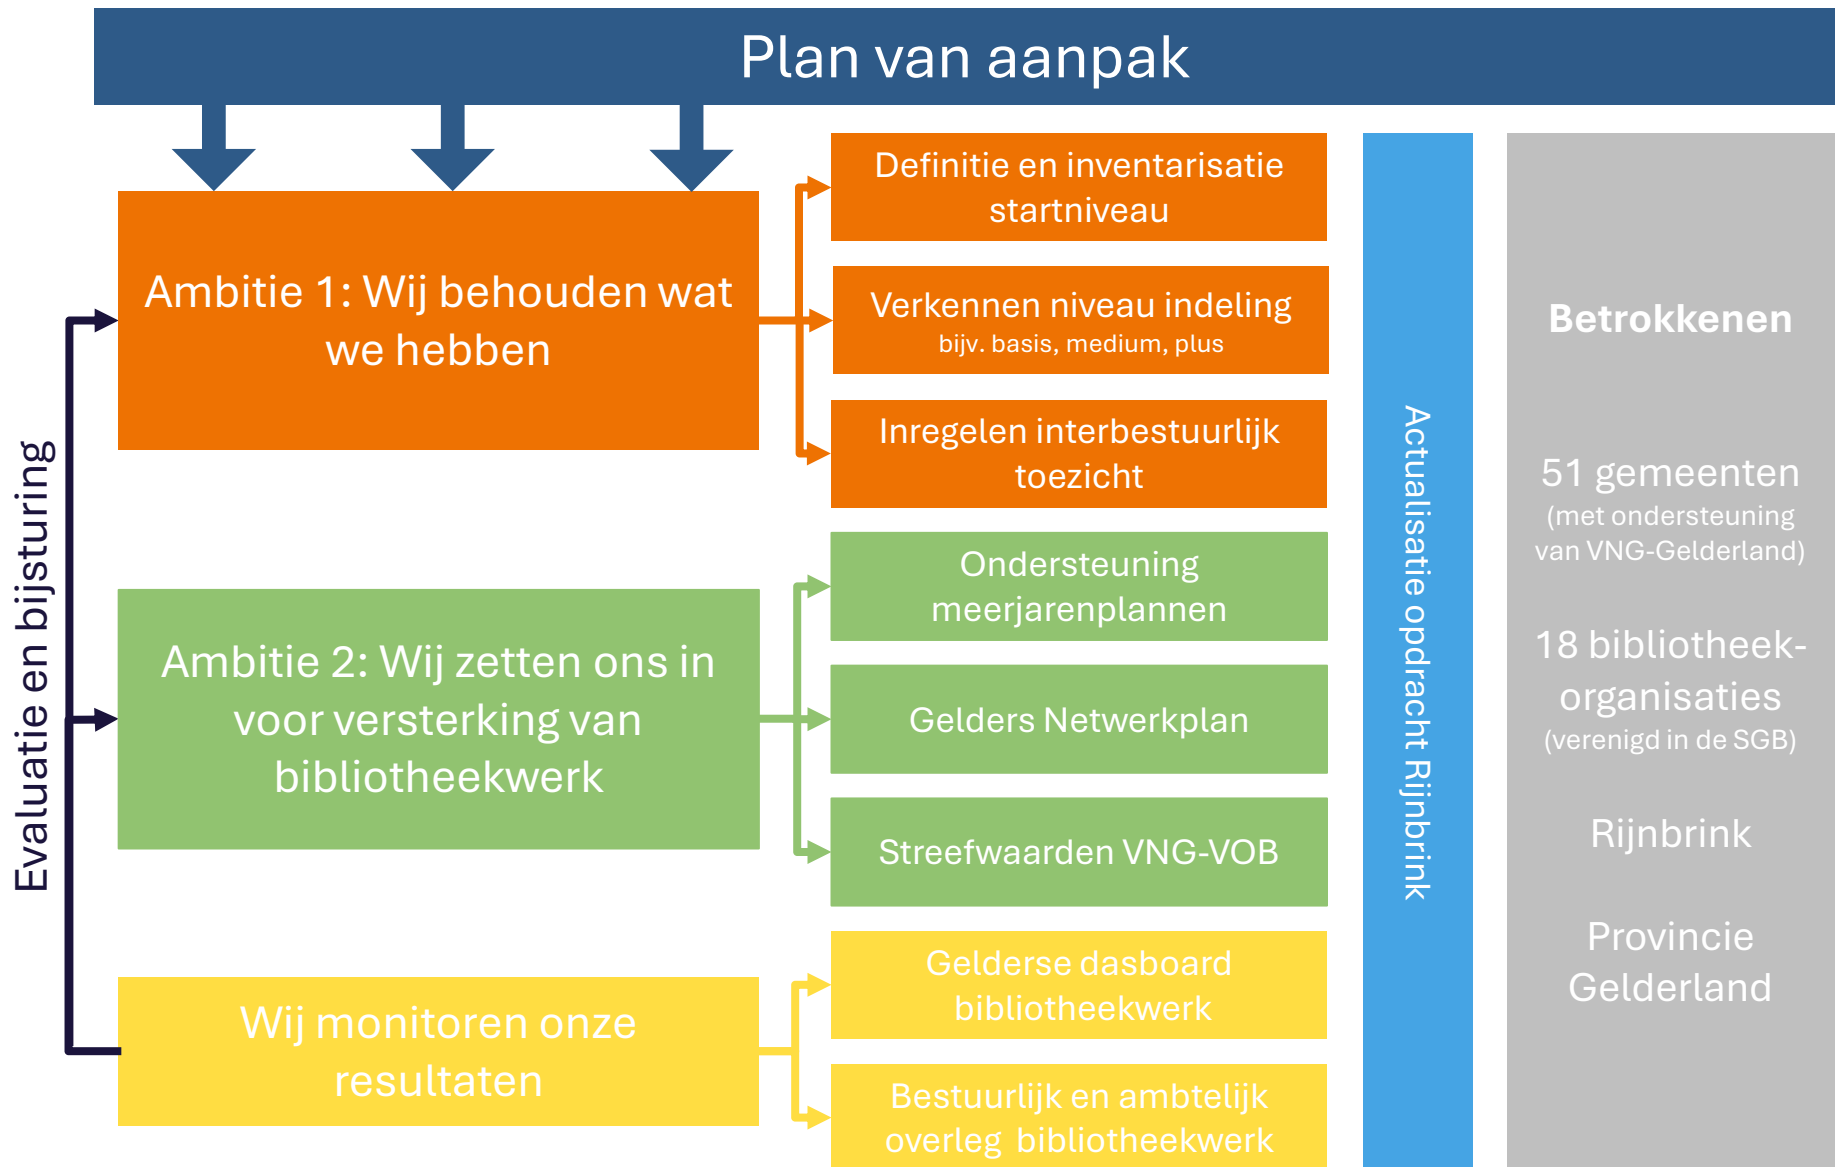 Plan van aanpak
Evaluatie en bijsturing
Ambitie 1: Wij behouden wat
we hebben
Definitie en inventarisatie
startniveau
Verkennen niveau indeling
bijv. basis, medium, plus
Inregelen interbestuurlijk
toezicht
Ambitie 2: Wij zetten ons in
voor versterking van
bibliotheekwerk
Ondersteuning
meerjarenplannen
Gelders Netwerkplan
Streefwaarden VNG-VOB
Wij monitoren onze
resultaten
Gelderse dasboard
bibliotheekwerk
Bestuurlijk en ambtelijk
overleg bibliotheekwerk
Actualisatie opdracht Rijnbrink
Betrokkenen
51 gemeenten
(met ondersteuning
van VNG-Gelderland)
18 bibliotheek-
organisaties
(verenigd in de SGB)
Rijnbrink
Provincie
Gelderland